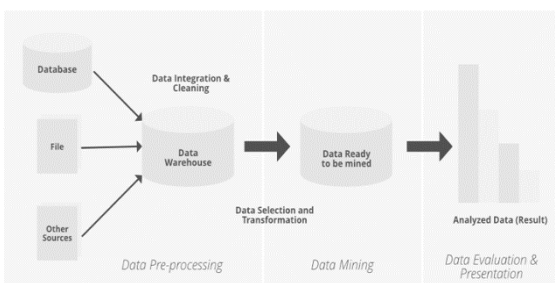 Database
Data Integration &
Cleaning
File
Data
Warehouse
Data Ready
to be mined
Other
Sources
Data Selection and
Transformation
Analyzed Data (Result)
Data Pre-processing
Data Mining
Data Evaluation &
Presentation